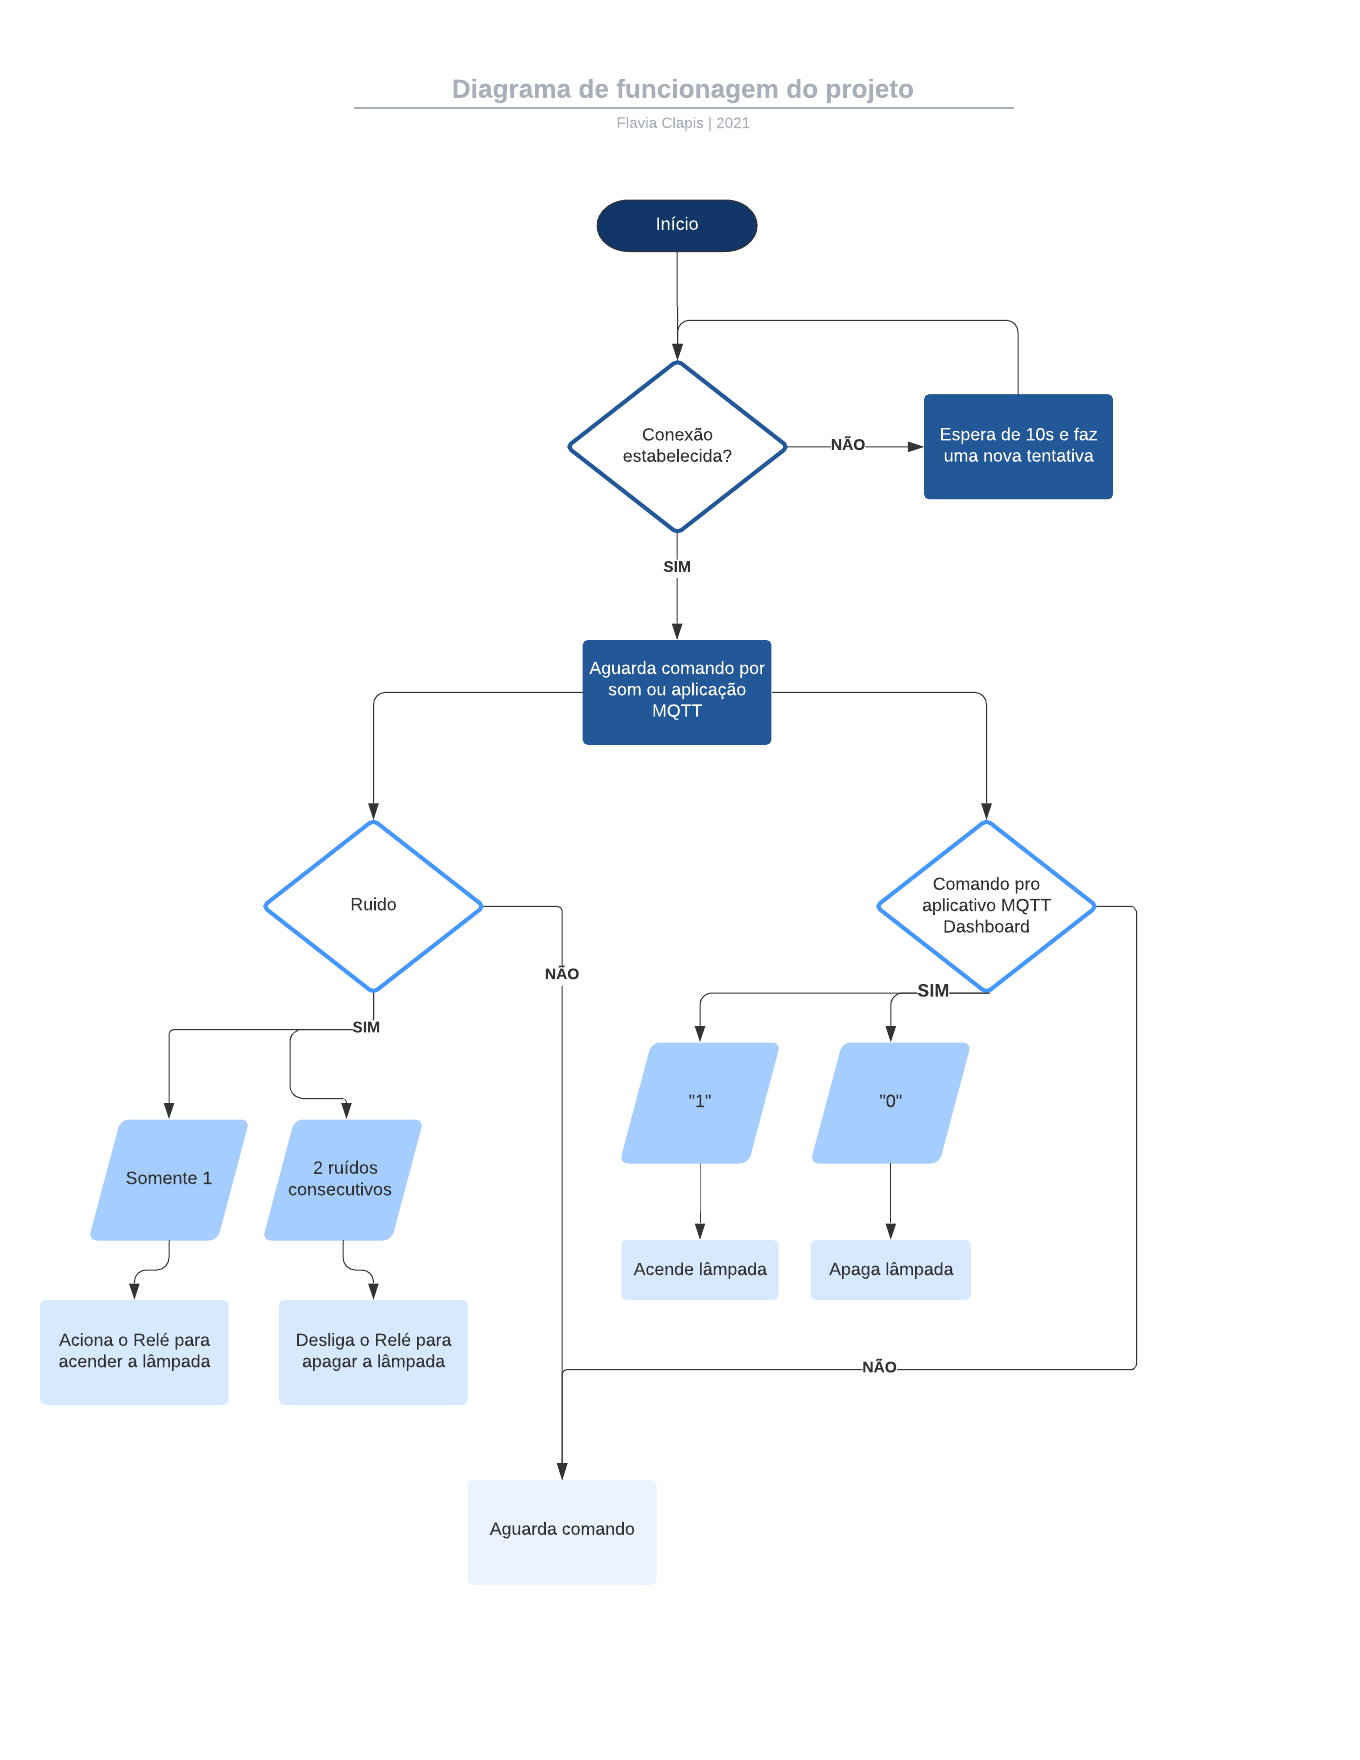 Diagrama de funcionagem do projeto
Flavia Clapis | 2021
Início
Conexão
estabelecida?
NÃO
Espera de 10s e faz
uma nova tentativa
SIM
Aguarda comando por
som ou aplicação
MQTT
Ruido
Comando pro
aplicativo MQTT
Dashboard
NÃO
SIM
SIM
"1"
"0"
Somente 1
2 ruídos
consecutivos
Acende lâmpada
Apaga lâmpada
Aciona o Relé para
acender a lâmpada
Desliga o Relé para
apagar a lâmpada
NÃO
Aguarda comando